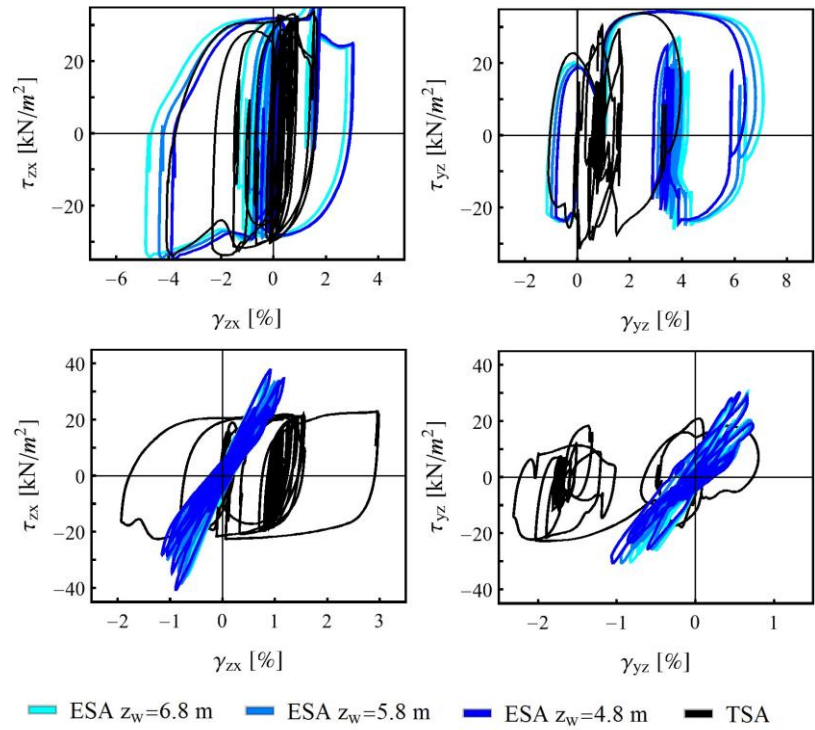 τzx [kN/m²]
20
0
−20
−6 −4 −2 0 2 4
γzx [%]
τyz [kN/m²]
20
0
−20
0 2 4 6 8
γyz [%]
τzx [kN/m²]
40
20
0
−20
−40
−2 −1 0 1 2 3
γzx [%]
τyz [kN/m²]
40
20
0
−20
−40
−2 −1 0 1
γyz [%]
ESA zw=6.8 m ESA zw=5.8 m ESA zw=4.8 m TSA